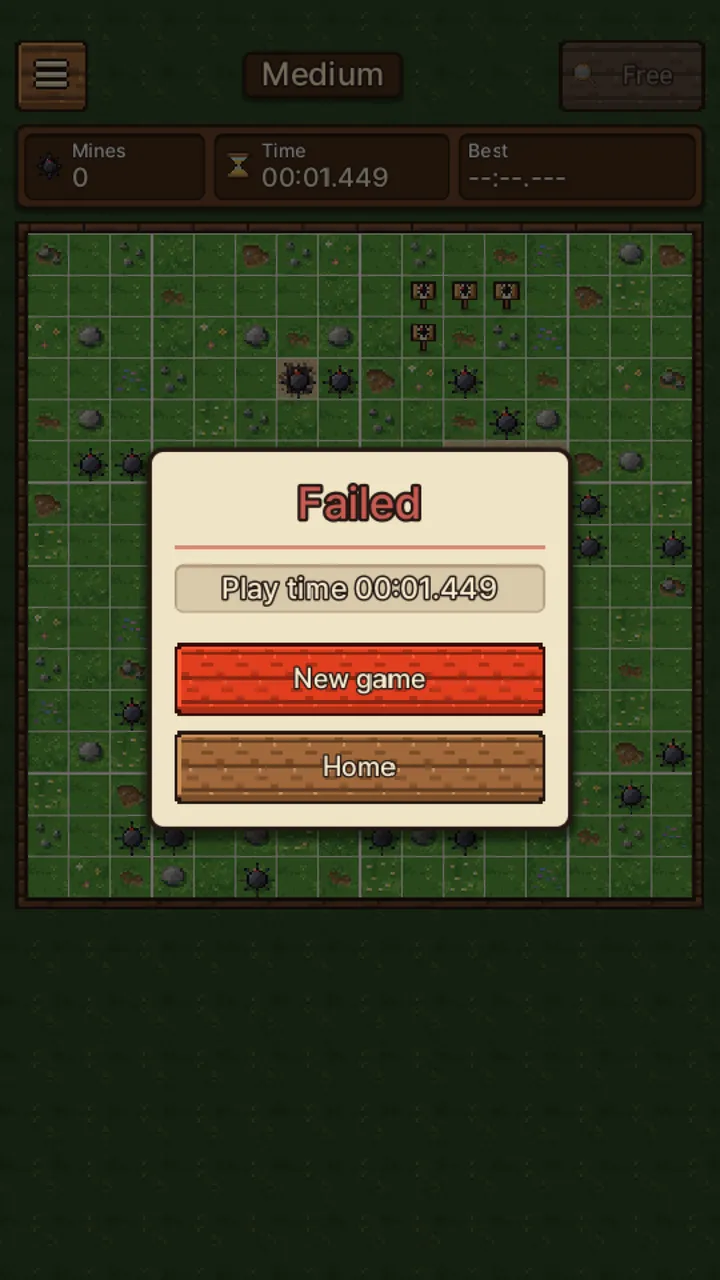 Medium
Free
Mines
0
Time
00:01.449
Best
--:--.---
Failed
Play time 00:01.449
New game
Home